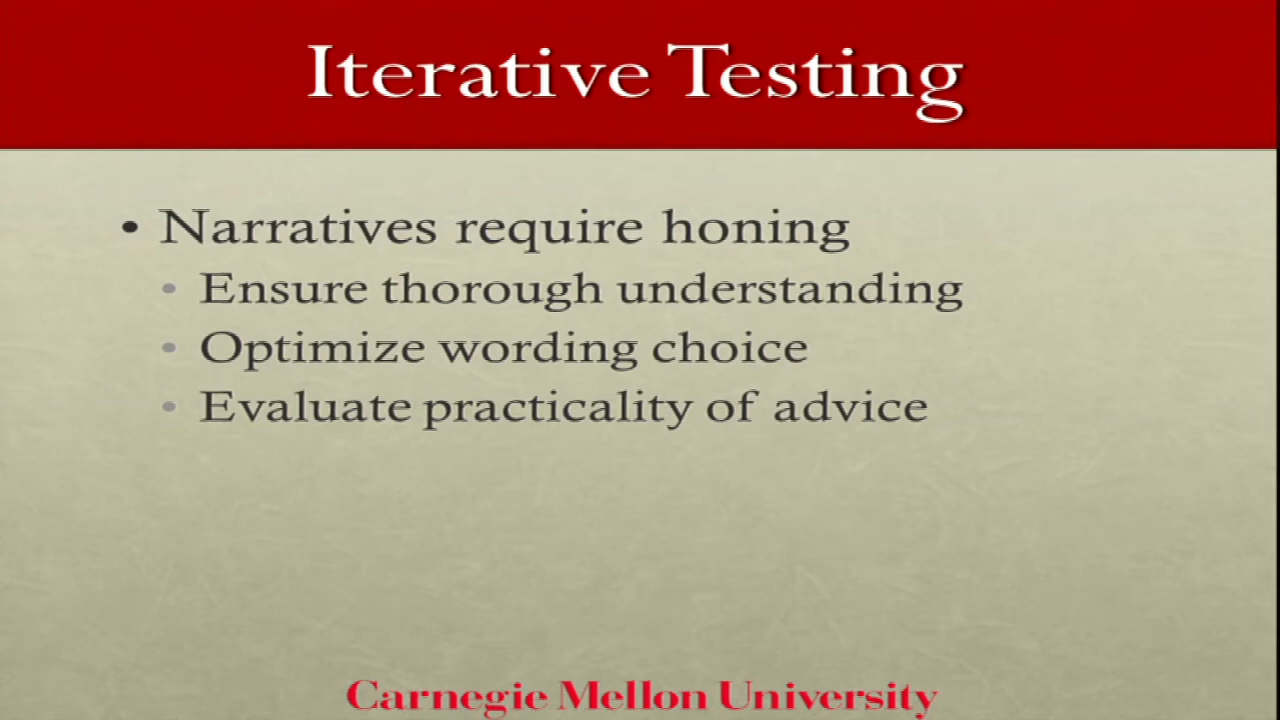 Iterative Testing
• Narratives require honing
• Ensure thorough understanding
• Optimize wording choice
• Evaluate practicality of advice
Carnegie Mellon University